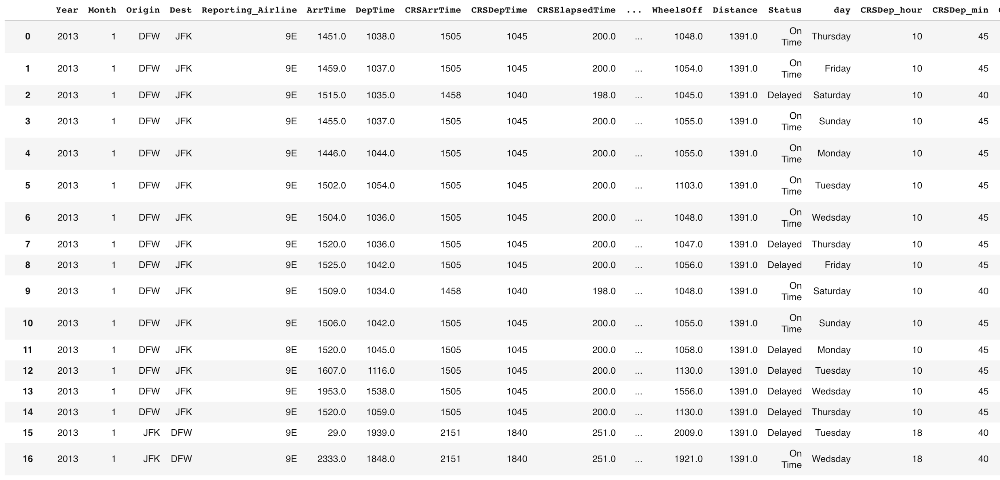 Year Month Origin Dest Reporting_Airline ArrTime DepTime CRSArrTime CRSDepTime CRSElapsedTime ... WheelsOff Distance Status day CRSDep_hour CRSDep_min
0 2013 1 DFW JFK 9E 1451.0 1038.0 1505 1045 200.0 ... 1048.0 1391.0 On Time Thursday 10 45
1 2013 1 DFW JFK 9E 1459.0 1037.0 1505 1045 200.0 ... 1054.0 1391.0 On Time Friday 10 45
2 2013 1 DFW JFK 9E 1515.0 1035.0 1458 1040 198.0 ... 1045.0 1391.0 Delayed Saturday 10 40
3 2013 1 DFW JFK 9E 1455.0 1037.0 1505 1045 200.0 ... 1055.0 1391.0 On Time Sunday 10 45
4 2013 1 DFW JFK 9E 1446.0 1044.0 1505 1045 200.0 ... 1055.0 1391.0 On Time Monday 10 45
5 2013 1 DFW JFK 9E 1502.0 1054.0 1505 1045 200.0 ... 1103.0 1391.0 On Time Tuesday 10 45
6 2013 1 DFW JFK 9E 1504.0 1036.0 1505 1045 200.0 ... 1048.0 1391.0 On Time Wedsday 10 45
7 2013 1 DFW JFK 9E 1520.0 1036.0 1505 1045 200.0 ... 1047.0 1391.0 Delayed Thursday 10 45
8 2013 1 DFW JFK 9E 1525.0 1042.0 1505 1045 200.0 ... 1056.0 1391.0 Delayed Friday 10 45
9 2013 1 DFW JFK 9E 1509.0 1034.0 1458 1040 198.0 ... 1048.0 1391.0 On Time Saturday 10 40
10 2013 1 DFW JFK 9E 1506.0 1042.0 1505 1045 200.0 ... 1055.0 1391.0 On Time Sunday 10 45
11 2013 1 DFW JFK 9E 1520.0 1045.0 1505 1045 200.0 ... 1058.0 1391.0 Delayed Monday 10 45
12 2013 1 DFW JFK 9E 1607.0 1116.0 1505 1045 200.0 ... 1130.0 1391.0 Delayed Tuesday 10 45
13 2013 1 DFW JFK 9E 1953.0 1538.0 1505 1045 200.0 ... 1556.0 1391.0 Delayed Wedsday 10 45
14 2013 1 DFW JFK 9E 1520.0 1059.0 1505 1045 200.0 ... 1130.0 1391.0 Delayed Thursday 10 45
15 2013 1 JFK DFW 9E 29.0 1939.0 2151 1840 251.0 ... 2009.0 1391.0 Delayed Tuesday 18 40
16 2013 1 JFK DFW 9E 2333.0 1848.0 2151 1840 251.0 ... 1921.0 1391.0 On Time Wedsday 18 40